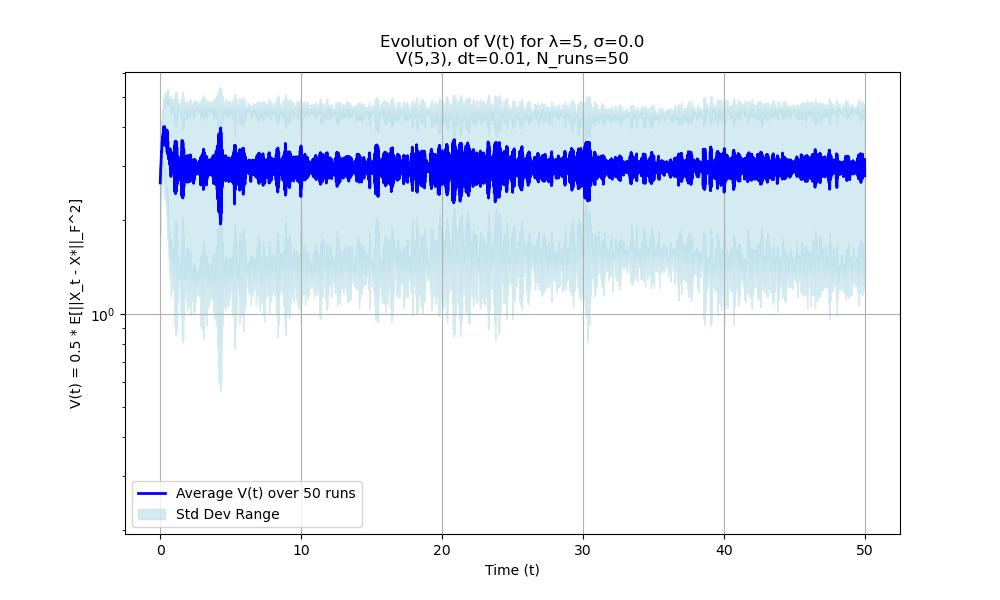 Evolution of V(t) for λ=5, σ=0.0
V(5,3), dt=0.01, N_runs=50
V(t) = 0.5 * E[||X_t - X*||_F^2]
10^0
Average V(t) over 50 runs
Std Dev Range
0 10 20 30 40 50
Time (t)